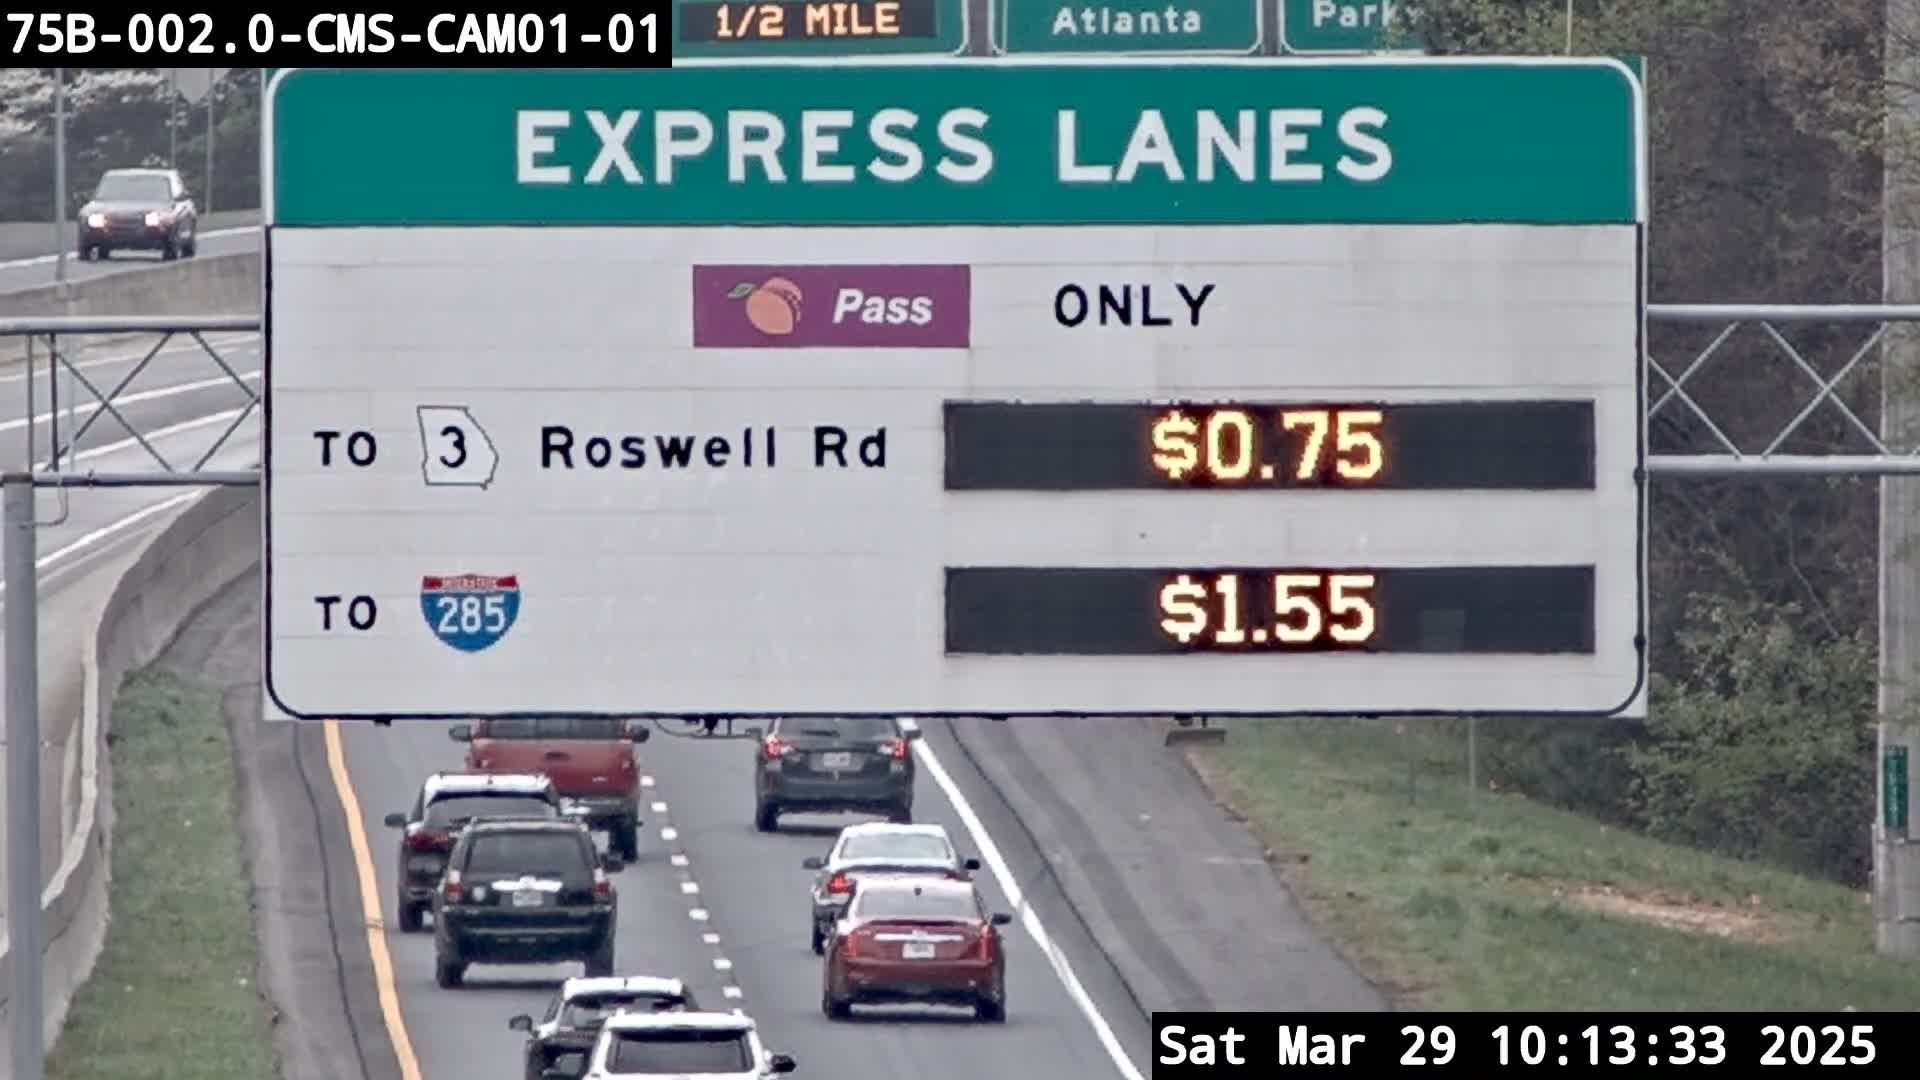 75B-002.0-CMS-CAM01-01
1/2 MILE
Atlanta
EXPRESS LANES
Pass ONLY
TO 3 Roswell Rd $0.75
TO 285 $1.55
Sat Mar 29 10:13:33 2025